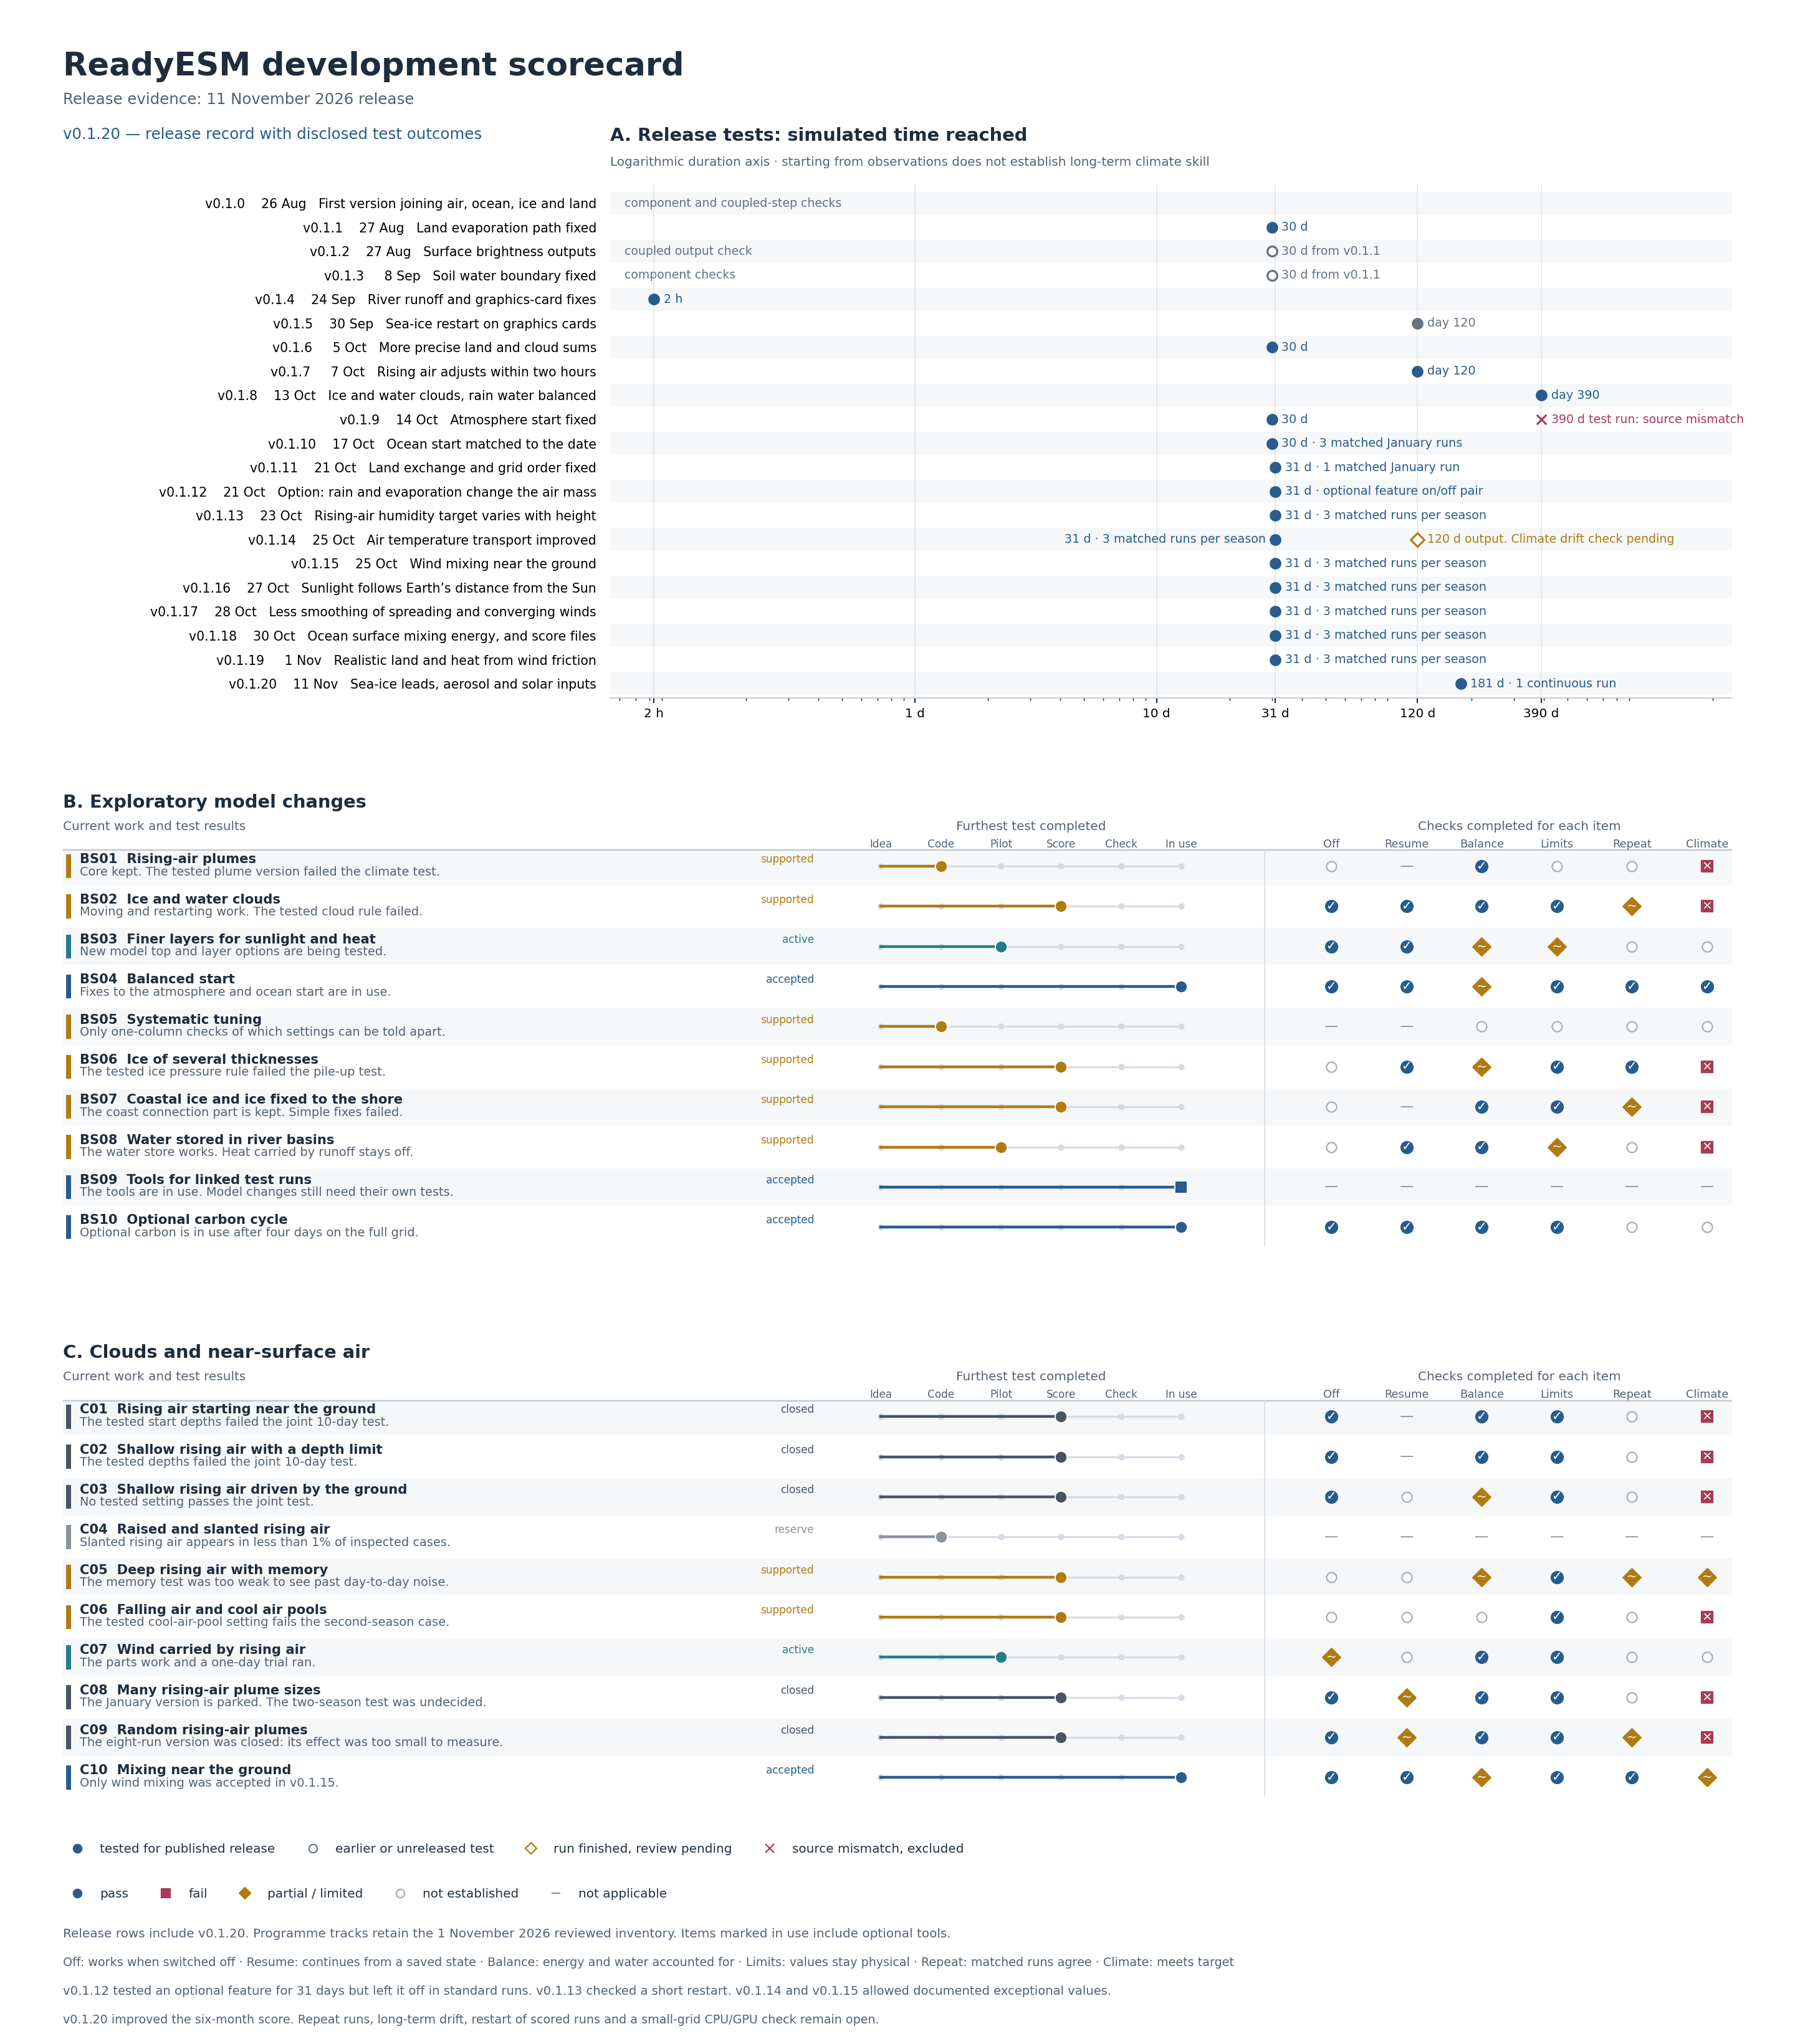 ReadyESM development scorecard
Release evidence: 11 November 2026 release
v0.1.20 — release record with disclosed test outcomes
A. Release tests: simulated time reached
Logarithmic duration axis · starting from observations does not establish long-term climate skill
v0.1.0 26 Aug First version joining air, ocean, ice and land component and coupled-step checks
v0.1.1 27 Aug Land evaporation path fixed 30 d
v0.1.2 27 Aug Surface brightness outputs coupled output check 30 d from v0.1.1
v0.1.3 8 Sep Soil water boundary fixed component checks 30 d from v0.1.1
v0.1.4 24 Sep River runoff and graphics-card fixes 2 h
v0.1.5 30 Sep Sea-ice restart on graphics cards day 120
v0.1.6 5 Oct More precise land and cloud sums 30 d
v0.1.7 7 Oct Rising air adjusts within two hours day 120
v0.1.8 13 Oct Ice and water clouds, rain water balanced day 390
v0.1.9 14 Oct Atmosphere start fixed 30 d 390 d test run: source mismatch
v0.1.10 17 Oct Ocean start matched to the date 30 d · 3 matched January runs
v0.1.11 21 Oct Land exchange and grid order fixed 31 d · 1 matched January run
v0.1.12 21 Oct Option: rain and evaporation change the air mass 31 d · optional feature on/off pair
v0.1.13 23 Oct Rising-air humidity target varies with height 31 d · 3 matched runs per season
v0.1.14 25 Oct Air temperature transport improved 31 d · 3 matched runs per season 120 d output. Climate drift check pending
v0.1.15 25 Oct Wind mixing near the ground 31 d · 3 matched runs per season
v0.1.16 27 Oct Sunlight follows Earth’s distance from the Sun 31 d · 3 matched runs per season
v0.1.17 28 Oct Less smoothing of spreading and converging winds 31 d · 3 matched runs per season
v0.1.18 30 Oct Ocean surface mixing energy, and score files 31 d · 3 matched runs per season
v0.1.19 1 Nov Realistic land and heat from wind friction 31 d · 3 matched runs per season
v0.1.20 11 Nov Sea-ice leads, aerosol and solar inputs 181 d · 1 continuous run
2 h 1 d 10 d 31 d 120 d 390 d
B. Exploratory model changes
Current work and test results Furthest test completed Checks completed for each item
Idea Code Pilot Score Check In use Off Resume Balance Limits Repeat Climate
BS01 Rising-air plumes supported
Core kept. The tested plume version failed the climate test.
BS02 Ice and water clouds supported
Moving and restarting work. The tested cloud rule failed.
BS03 Finer layers for sunlight and heat active
New model top and layer options are being tested.
BS04 Balanced start accepted
Fixes to the atmosphere and ocean start are in use.
BS05 Systematic tuning supported
Only one-column checks of which settings can be told apart.
BS06 Ice of several thicknesses supported
The tested ice pressure rule failed the pile-up test.
BS07 Coastal ice and ice fixed to the shore supported
The coast connection part is kept. Simple fixes failed.
BS08 Water stored in river basins supported
The water store works. Heat carried by runoff stays off.
BS09 Tools for linked test runs accepted
The tools are in use. Model changes still need their own tests.
BS10 Optional carbon cycle accepted
Optional carbon is in use after four days on the full grid.
C. Clouds and near-surface air
Current work and test results Furthest test completed Checks completed for each item
Idea Code Pilot Score Check In use Off Resume Balance Limits Repeat Climate
C01 Rising air starting near the ground closed
The tested start depths failed the joint 10-day test.
C02 Shallow rising air with a depth limit closed
The tested depths failed the joint 10-day test.
C03 Shallow rising air driven by the ground closed
No tested setting passes the joint test.
C04 Raised and slanted rising air reserve
Slanted rising air appears in less than 1% of inspected cases.
C05 Deep rising air with memory supported
The memory test was too weak to see past day-to-day noise.
C06 Falling air and cool air pools supported
The tested cool-air-pool setting fails the second-season case.
C07 Wind carried by rising air active
The parts work and a one-day trial ran.
C08 Many rising-air plume sizes closed
The January version is parked. The two-season test was undecided.
C09 Random rising-air plumes closed
The eight-run version was closed: its effect was too small to measure.
C10 Mixing near the ground accepted
Only wind mixing was accepted in v0.1.15.
tested for published release earlier or unreleased test run finished, review pending source mismatch, excluded
pass fail partial / limited not established not applicable
Release rows include v0.1.20. Programme tracks retain the 1 November 2026 reviewed inventory. Items marked in use include optional tools.
Off: works when switched off · Resume: continues from a saved state · Balance: energy and water accounted for · Limits: values stay physical · Repeat: matched runs agree · Climate: meets target
v0.1.12 tested an optional feature for 31 days but left it off in standard runs. v0.1.13 checked a short restart. v0.1.14 and v0.1.15 allowed documented exceptional values.
v0.1.20 improved the six-month score. Repeat runs, long-term drift, restart of scored runs and a small-grid CPU/GPU check remain open.